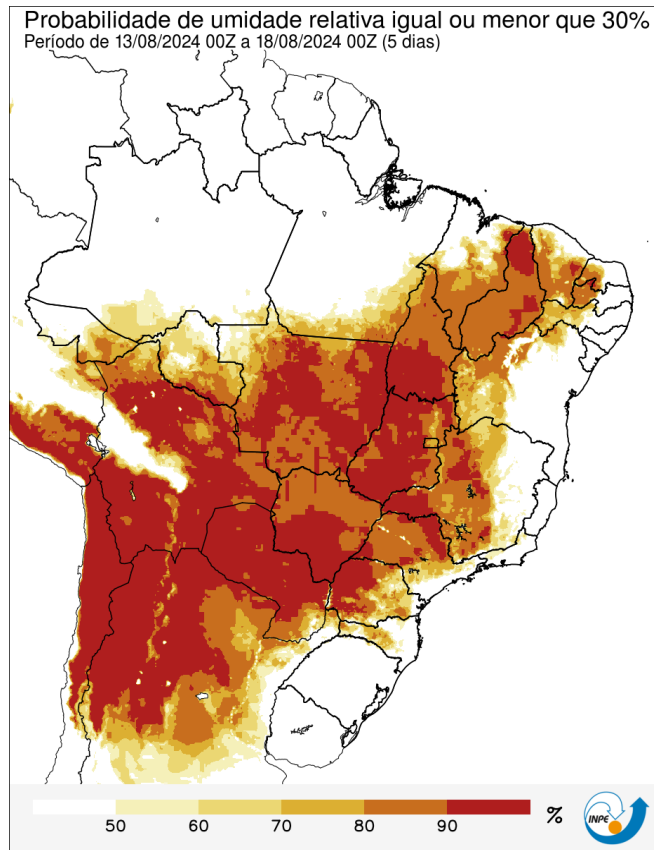 Probabilidade de umidade relativa igual ou menor que 30%
Período de 13/08/2024 00Z a 18/08/2024 00Z (5 dias)
50 60 70 80 90 %
INPE